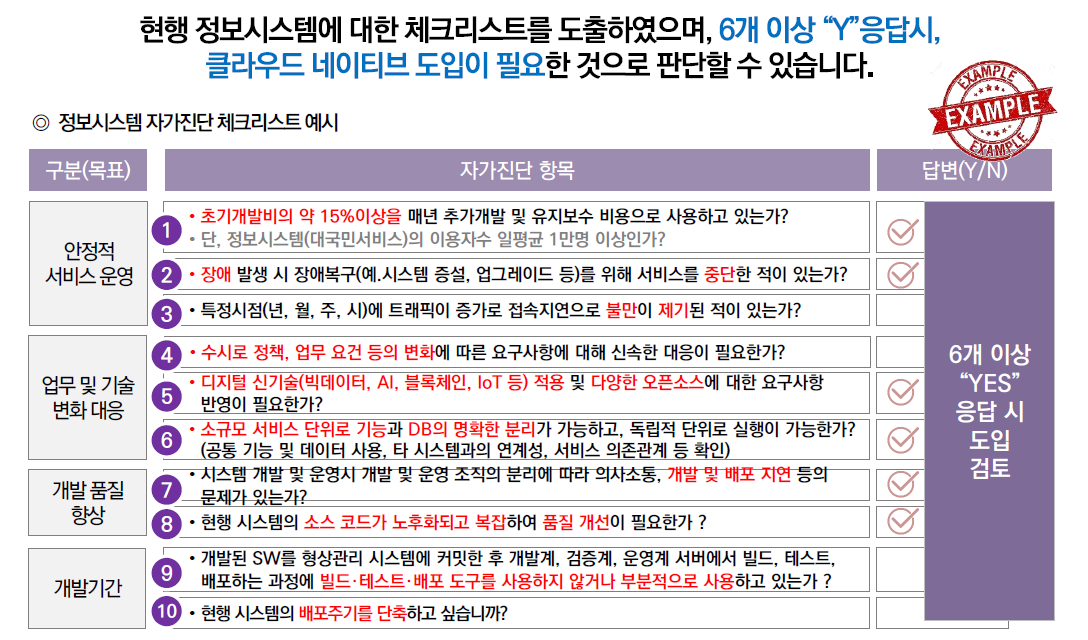 현행 정보시스템에 대한 체크리스트를 도출하였으며, 6개 이상 “Y”응답시,
클라우드 네이티브 도입이 필요한 것으로 판단할 수 있습니다.
EXAMPLE
EXAMPLE
EXAMPLE
◎ 정보시스템 자가진단 체크리스트 예시
구분(목표)
자가진단 항목
답변(Y/N)
안정적
서비스 운영
1
• 초기개발비의 약 15%이상을 매년 추가개발 및 유지보수 비용으로 사용하고 있는가?
• 단, 정보시스템(대국민서비스)의 이용자수 일평균 1만명 이상인가?
2
• 장애 발생 시 장애복구(예.시스템 증설, 업그레이드 등)를 위해 서비스를 중단한 적이 있는가?
3
• 특정시점(년, 월, 주, 시)에 트래픽이 증가로 접속지연으로 불만이 제기된 적이 있는가?
업무 및 기술
변화 대응
4
• 수시로 정책, 업무 요건 등의 변화에 따른 요구사항에 대해 신속한 대응이 필요한가?
5
• 디지털 신기술(빅데이터, AI, 블록체인, IoT 등) 적용 및 다양한 오픈소스에 대한 요구사항
반영이 필요한가?
6
• 소규모 서비스 단위로 기능과 DB의 명확한 분리가 가능하고, 독립적 단위로 실행이 가능한가?
(공통 기능 및 데이터 사용, 타 시스템과의 연계성, 서비스 의존관계 등 확인)
개발 품질
향상
7
• 시스템 개발 및 운영시 개발 및 운영 조직의 분리에 따라 의사소통, 개발 및 배포 지연 등의
문제가 있는가?
8
• 현행 시스템의 소스 코드가 노후화되고 복잡하여 품질 개선이 필요한가 ?
개발기간
9
• 개발된 SW를 형상관리 시스템에 커밋한 후 개발계, 검증계, 운영계 서버에서 빌드, 테스트,
배포하는 과정에 빌드·테스트·배포 도구를 사용하지 않거나 부분적으로 사용하고 있는가 ?
10
• 현행 시스템의 배포주기를 단축하고 싶습니까?
6개 이상
“YES”
응답 시
도입
검토